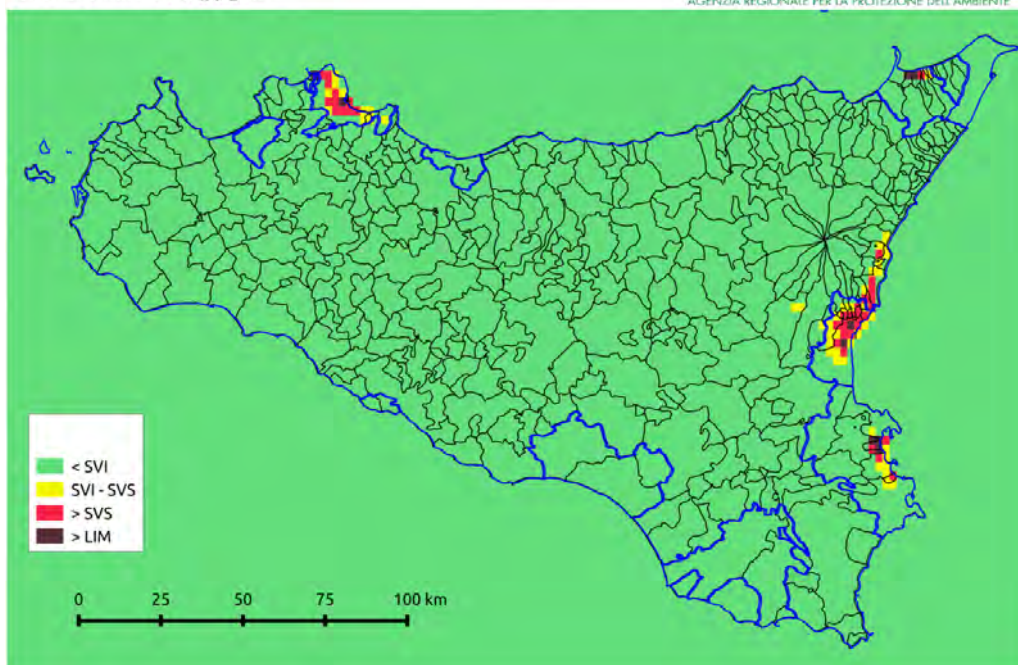 AGENZIA REGIONALE PER LA PROTEZIONE DELL'AMBIENTE
< SVI
SVI - SVS
> SVS
> LIM
0 25 50 75 100 km